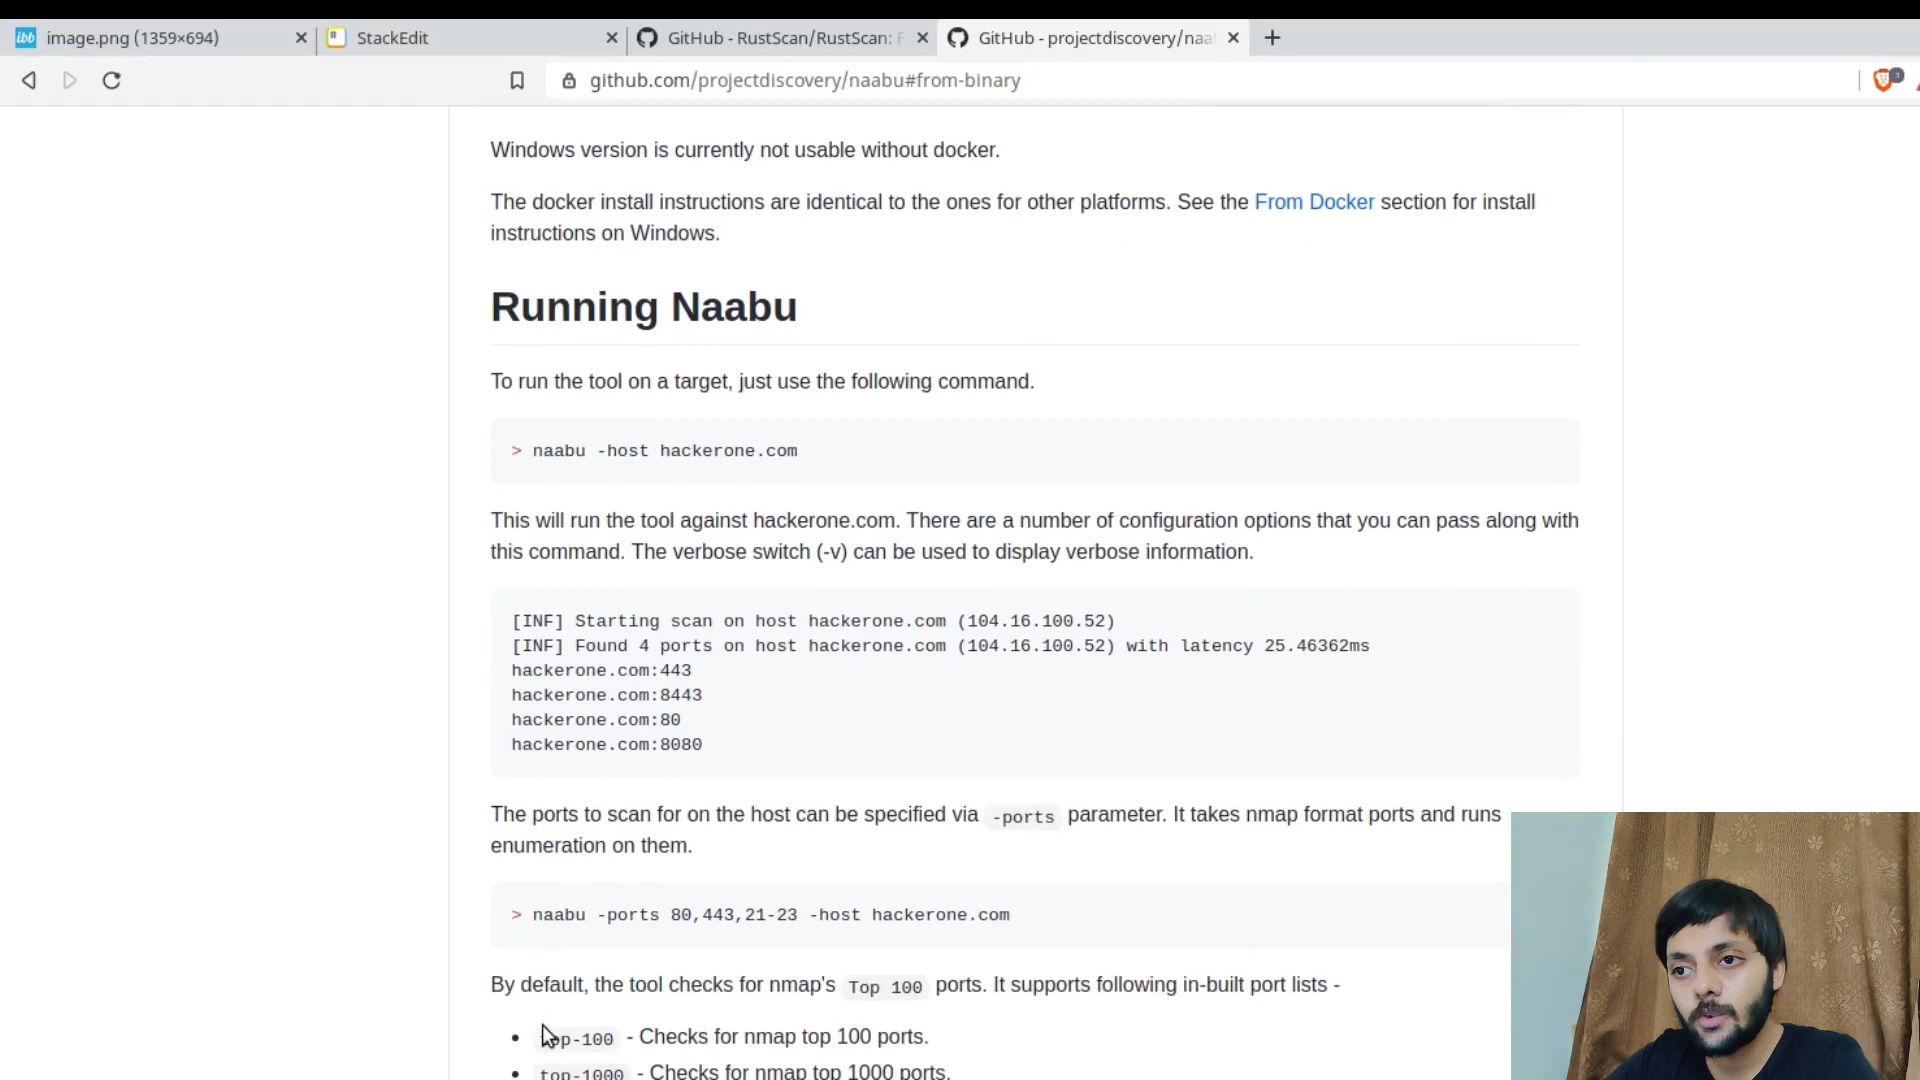 ibb image.png (1359×694)
StackEdit
GitHub - RustScan/RustScan: F
GitHub - projectdiscovery/naa
github.com/projectdiscovery/naabu#from-binary
3
Windows version is currently not usable without docker.
The docker install instructions are identical to the ones for other platforms. See the From Docker section for install
instructions on Windows.
Running Naabu
To run the tool on a target, just use the following command.
> naabu -host hackerone.com
This will run the tool against hackerone.com. There are a number of configuration options that you can pass along with
this command. The verbose switch (-v) can be used to display verbose information.
[INF] Starting scan on host hackerone.com (104.16.100.52)
[INF] Found 4 ports on host hackerone.com (104.16.100.52) with latency 25.46362ms
hackerone.com:443
hackerone.com:8443
hackerone.com:80
hackerone.com:8080
The ports to scan for on the host can be specified via -ports parameter. It takes nmap format ports and runs
enumeration on them.
> naabu -ports 80,443,21-23 -host hackerone.com
By default, the tool checks for nmap's Top 100 ports. It supports following in-built port lists -
• top-100 - Checks for nmap top 100 ports.
• top-1000 - Checks for nmap top 1000 ports.